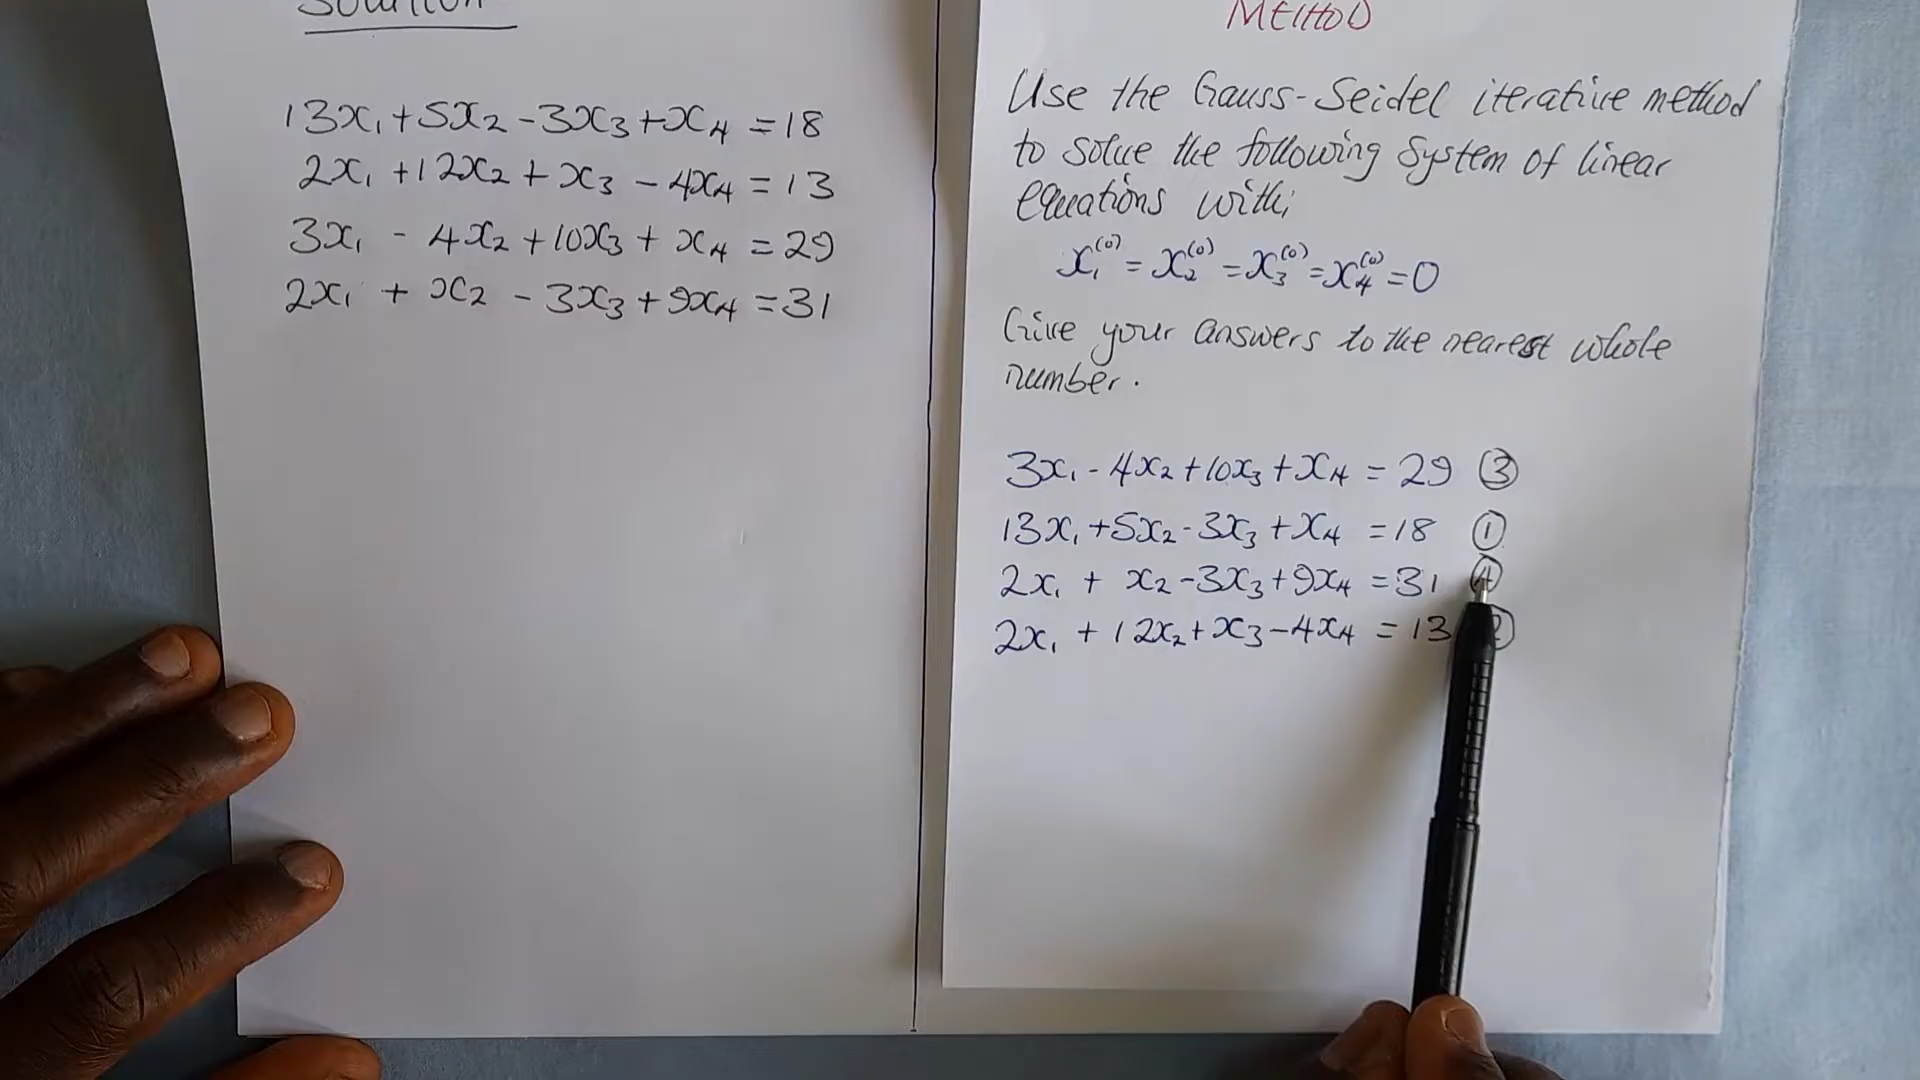 Solution
13x₁+5x₂-3x₃+x₄=18
2x₁+12x₂+x₃-4x₄=13
3x₁-4x₂+10x₃+x₄=29
2x₁+x₂-3x₃+9x₄=31
METHOD
Use the Gauss-Seidel iterative method
to solve the following System of linear
equations with;
x₁⁽⁰⁾=x₂⁽⁰⁾=x₃⁽⁰⁾=x₄⁽⁰⁾=0
Give your answers to the nearest whole
number.
3x₁-4x₂+10x₃+x₄=29 ③
13x₁+5x₂-3x₃+x₄=18 ①
2x₁+x₂-3x₃+9x₄=31 ④
2x₁+12x₂+x₃-4x₄=13 ②